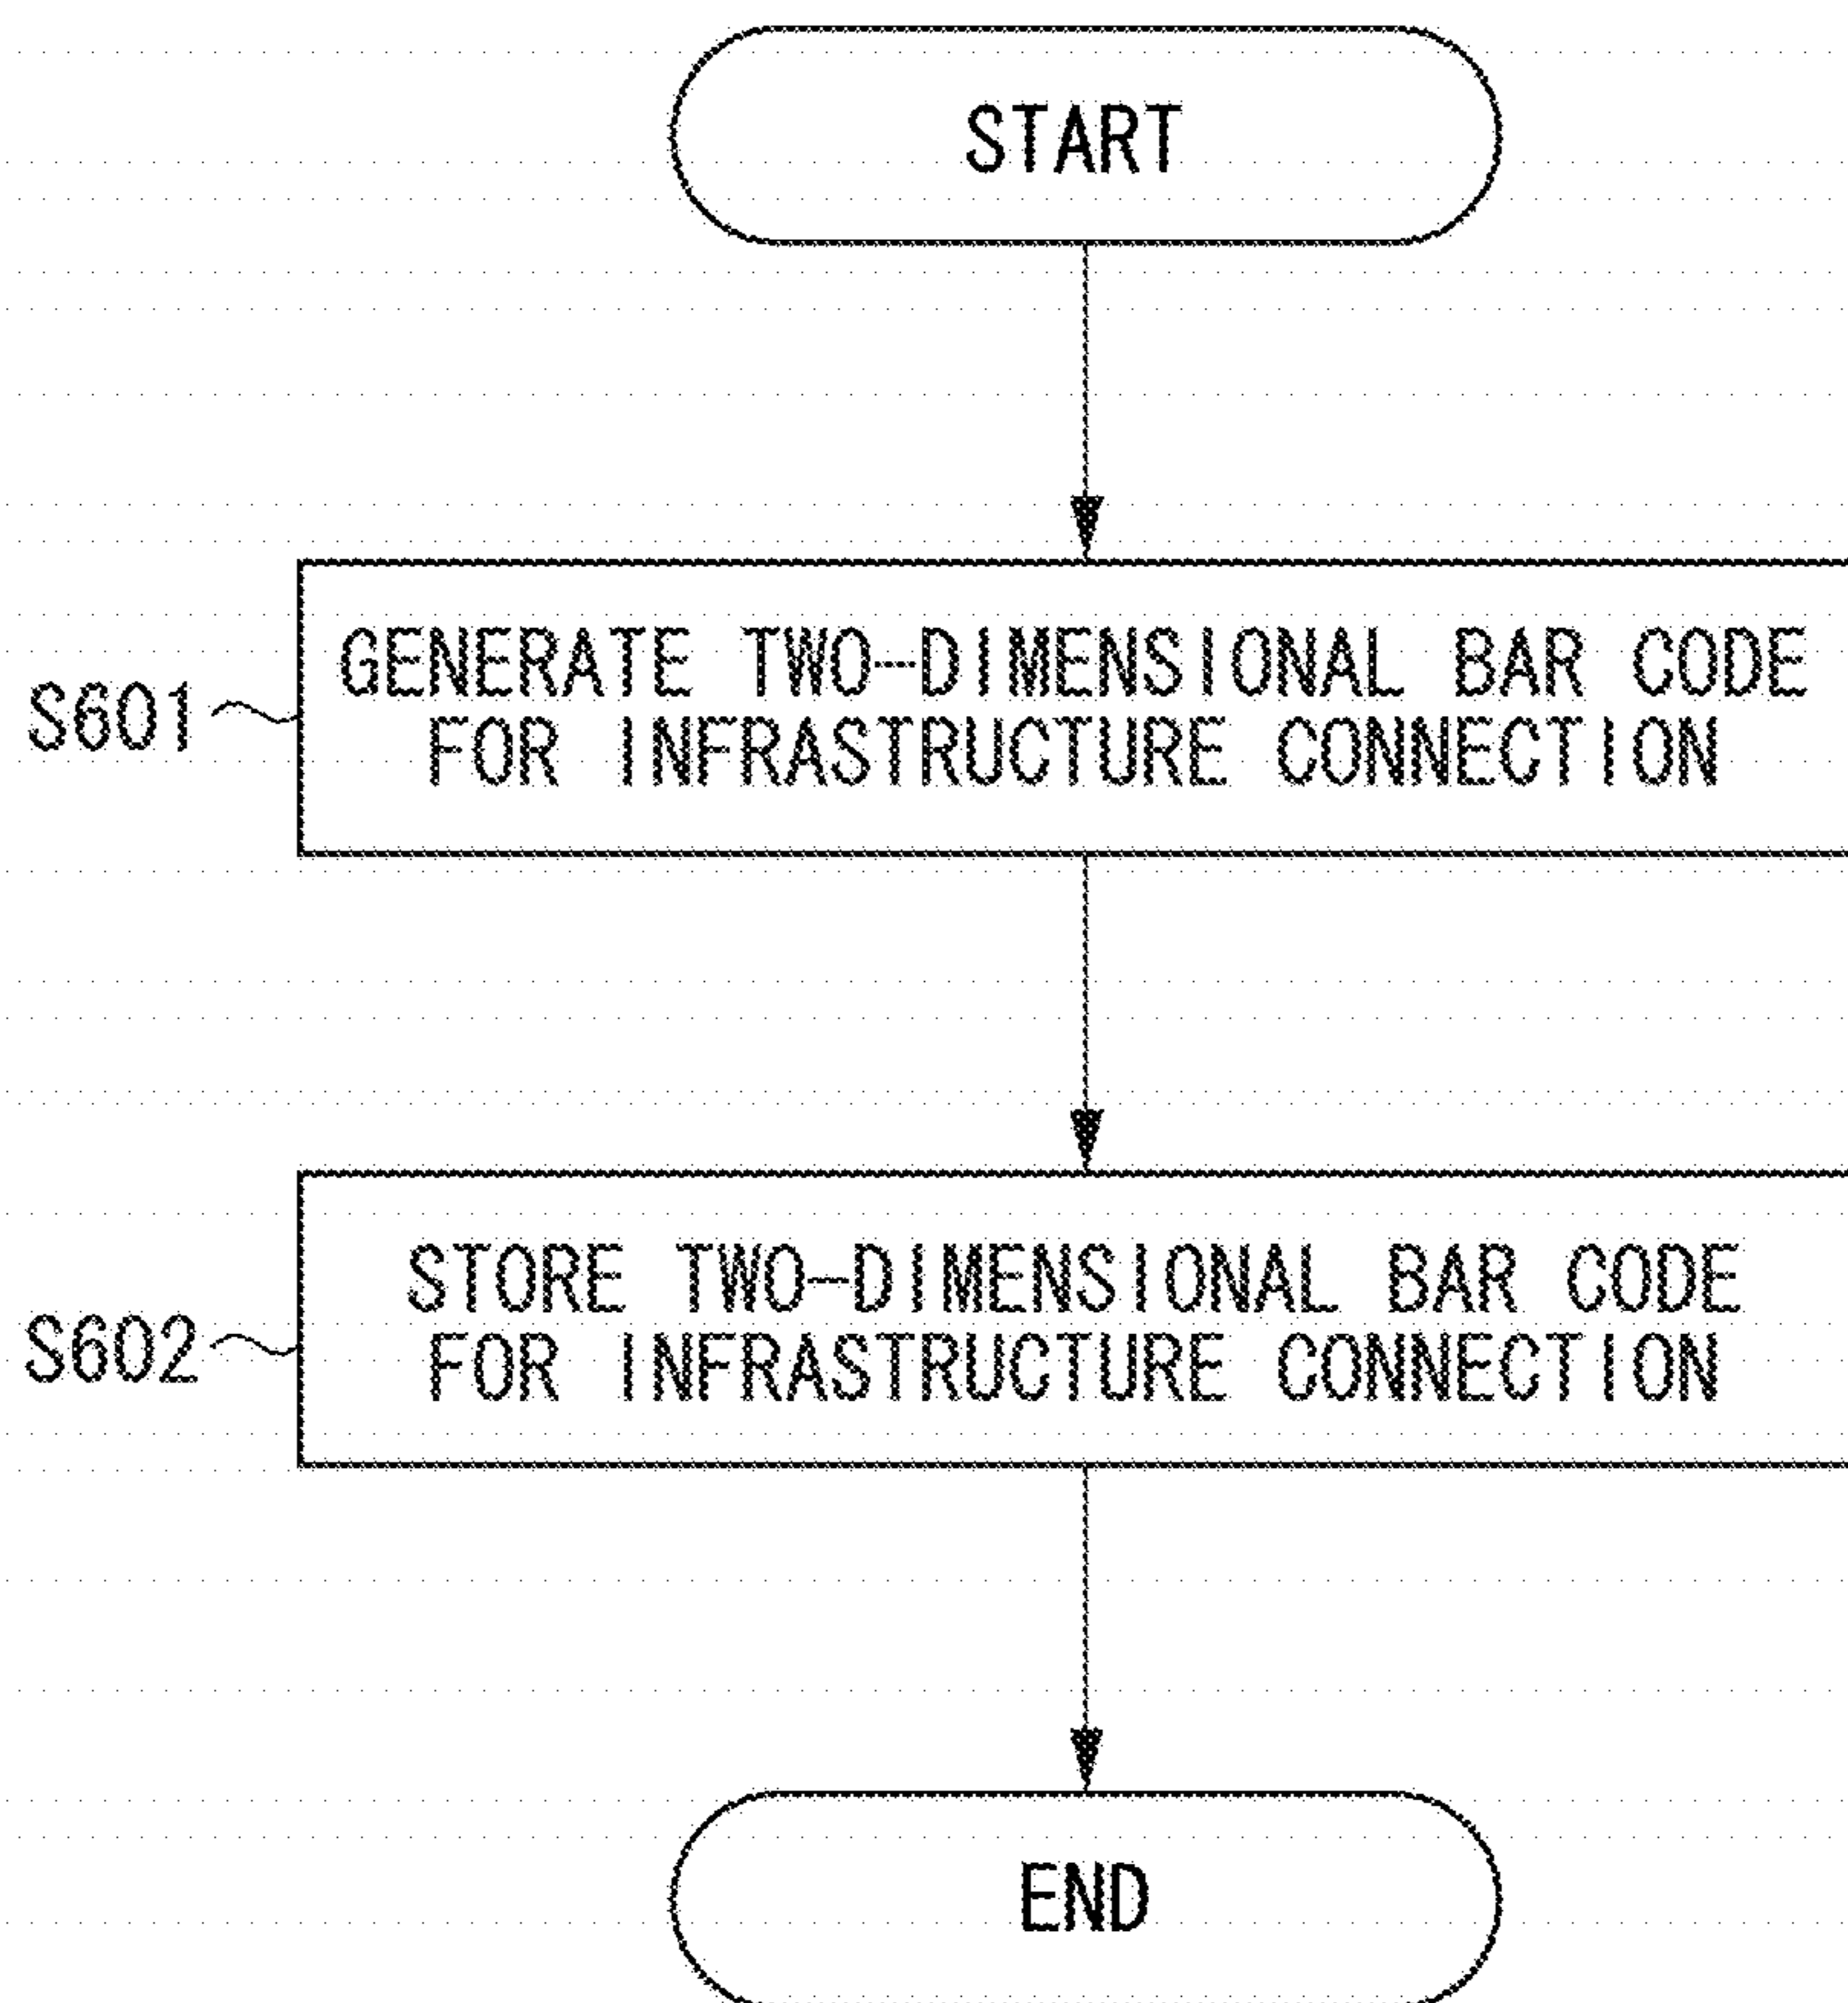 START
GENERATE TWO-DIMENSIONAL BAR CODE
S601
FOR INFRASTRUCTURE CONNECTION
STORE TWO-DIMENSIONAL BAR CODE
S602
FOR INFRASTRUCTURE CONNECTION
END